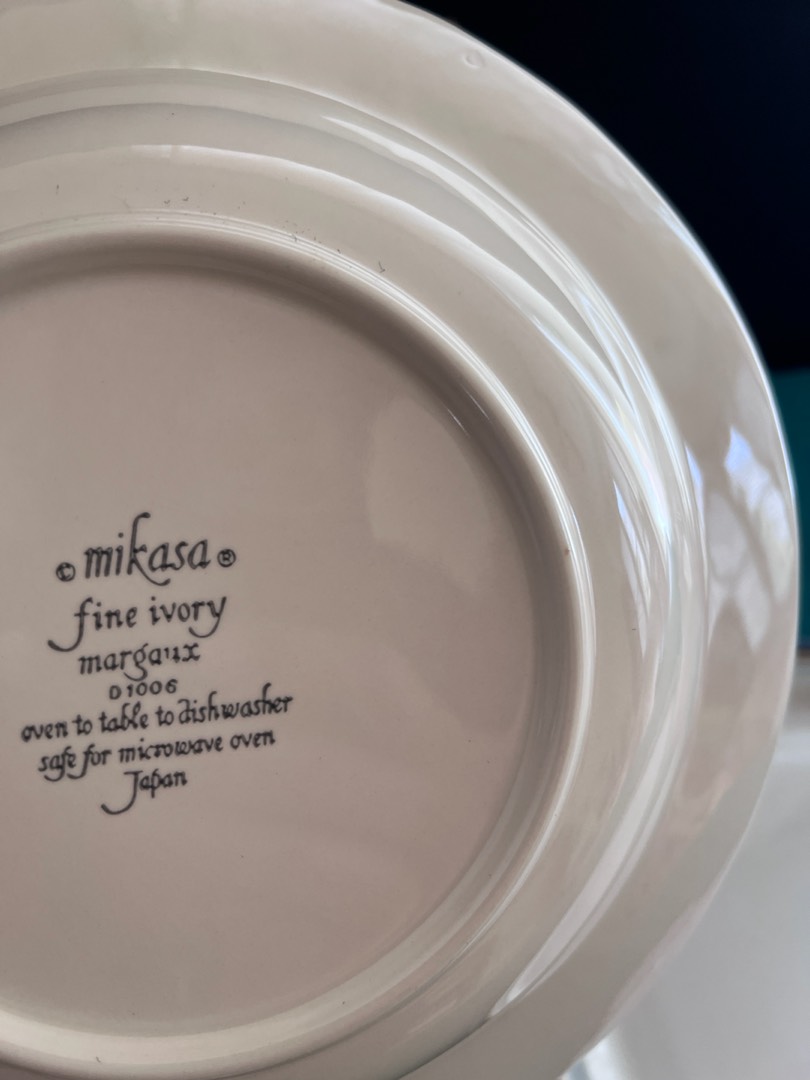 © mikasa ®
fine ivory
margaux
D1006
oven to table to dishwasher
safe for microwave oven
Japan